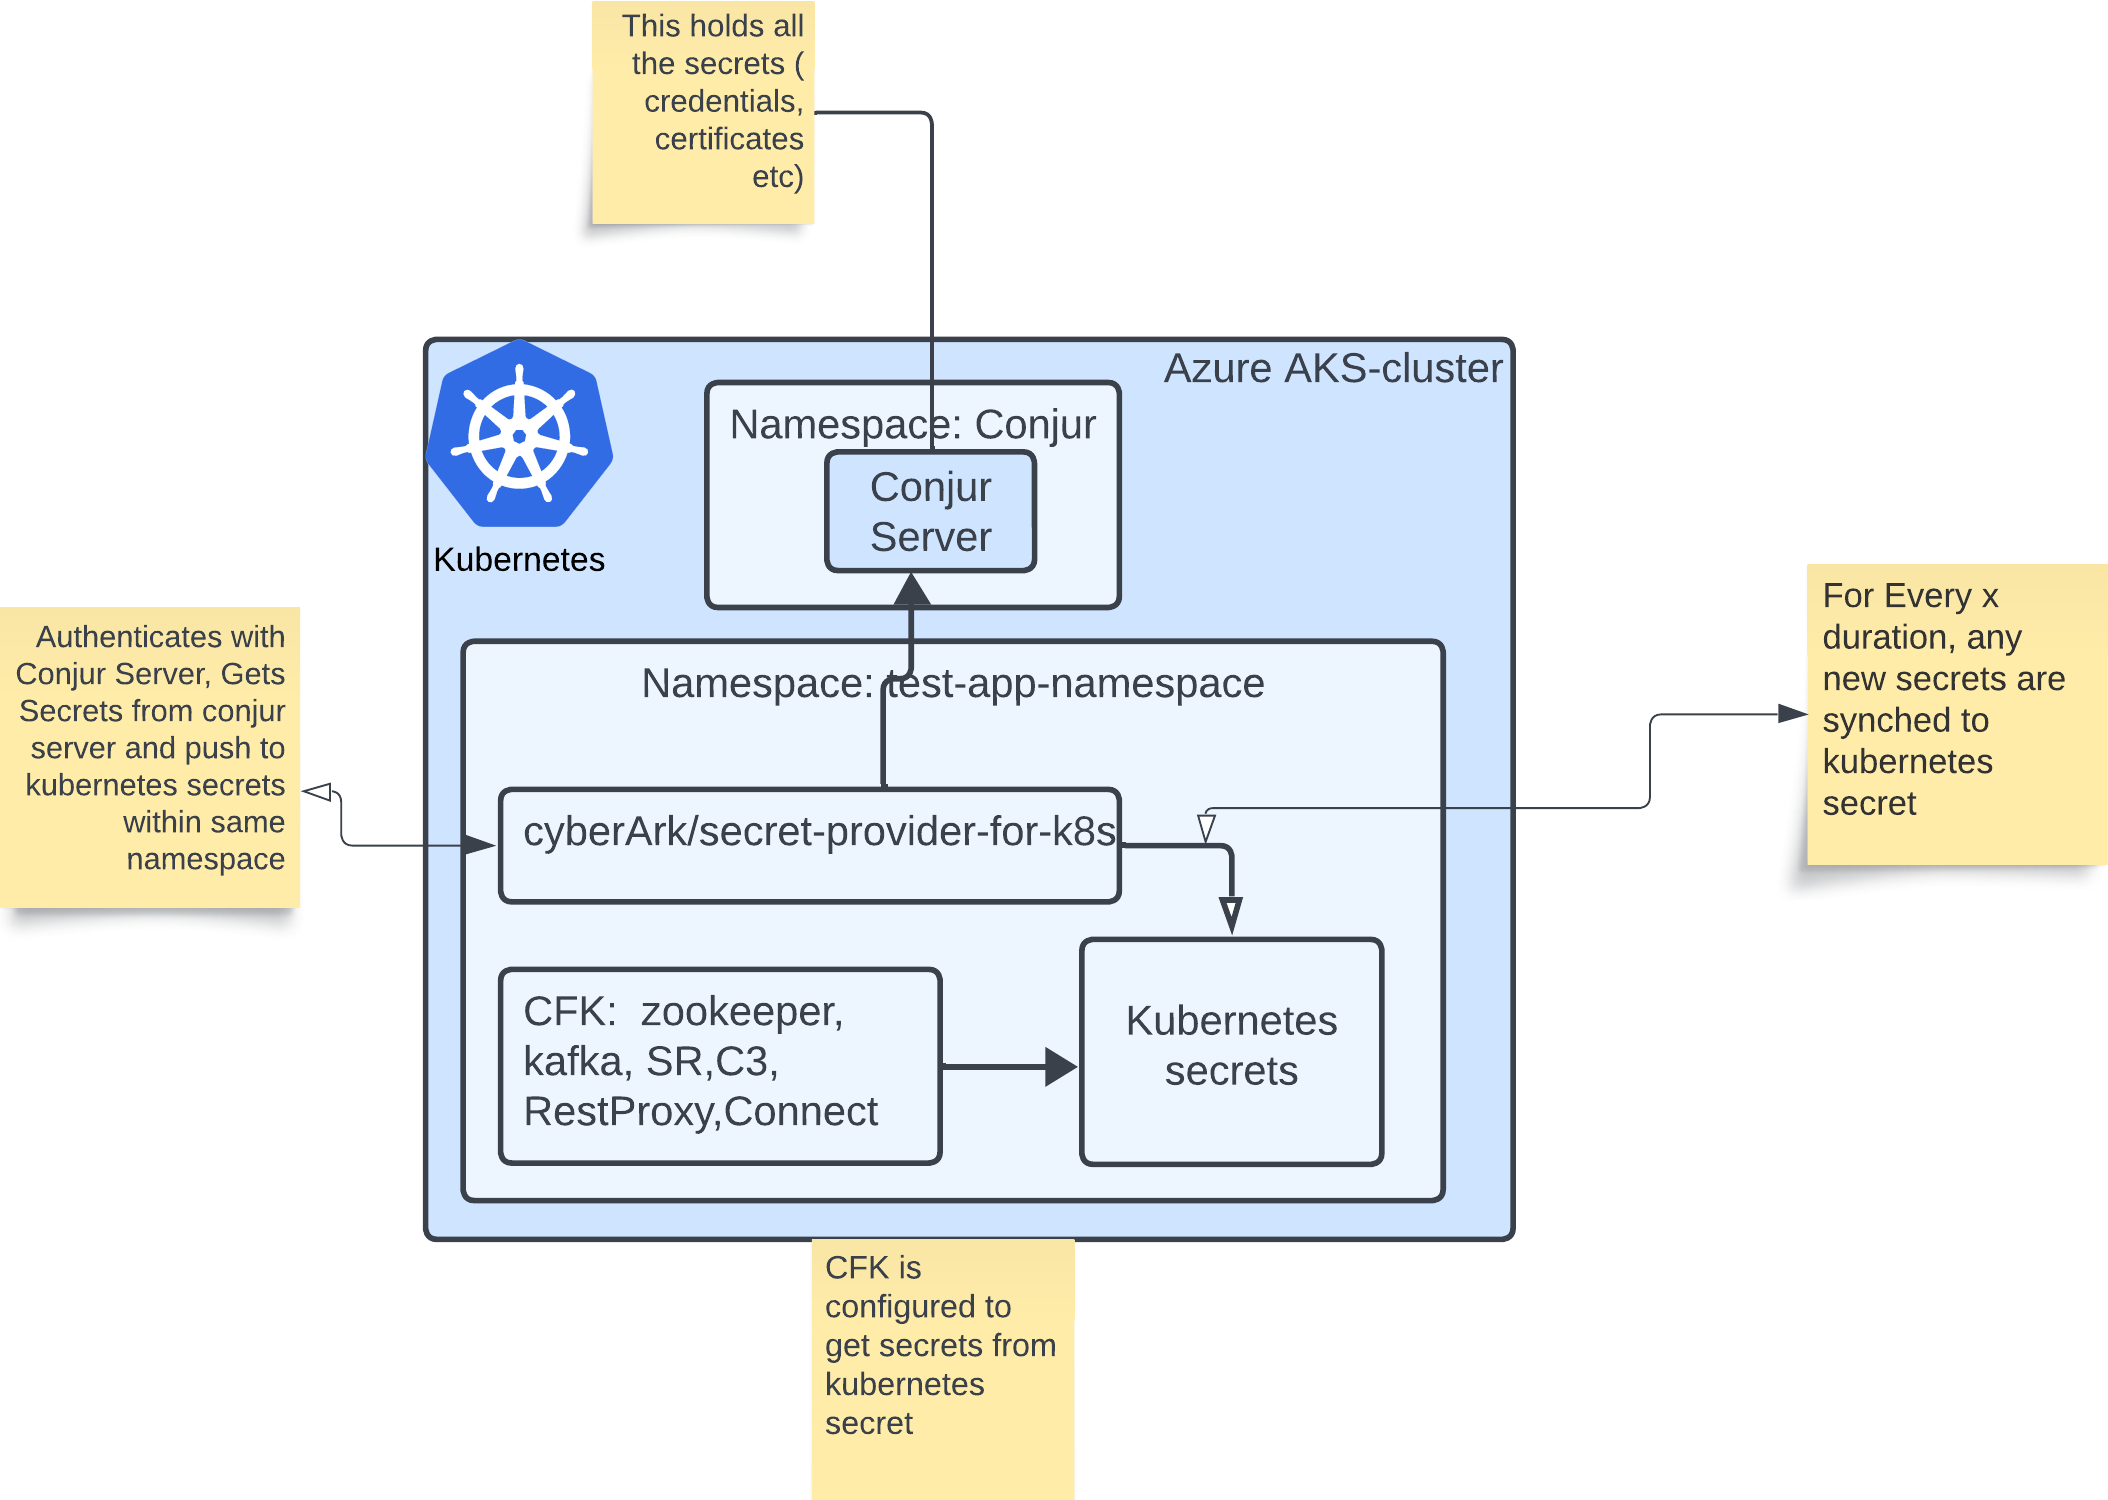 This holds all
the secrets (
credentials,
certificates
etc)
Azure AKS-cluster
Namespace: Conjur
Conjur
Server
Kubernetes
Authenticates with
Conjur Server, Gets
Secrets from conjur
server and push to
kubernetes secrets
within same
namespace
For Every x
duration, any
new secrets are
synched to
kubernetes
secret
Namespace: test-app-namespace
cyberArk/secret-provider-for-k8s
CFK:  zookeeper,
kafka, SR,C3,
RestProxy,Connect
Kubernetes
secrets
CFK is
configured to
get secrets from
kubernetes
secret